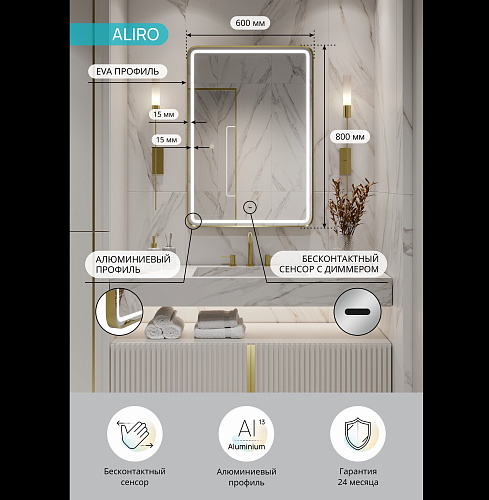 ALIRO
600 мм
EVA ПРОФИЛЬ
15 мм
15 мм
800 мм
АЛЮМИНИЕВЫЙ
ПРОФИЛЬ
БЕСКОНТАКТНЫЙ
СЕНСОР С ДИММЕРОМ
Al 13
Aluminium
Бесконтактный
сенсор
Алюминиевый
профиль
Гарантия
24 месяца